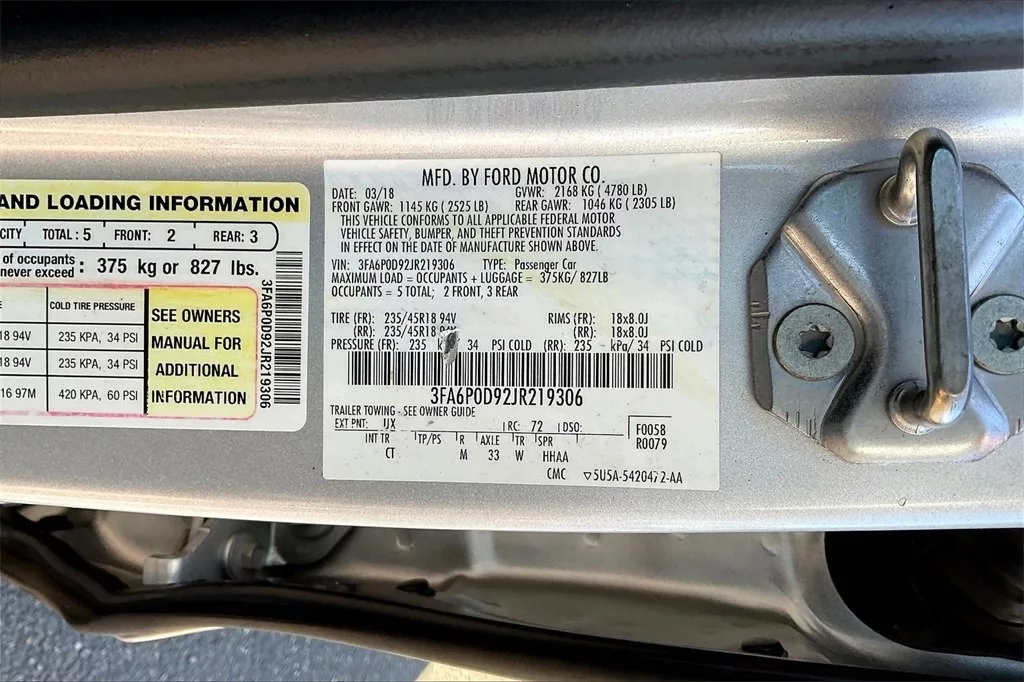 AND LOADING INFORMATION
CITY TOTAL: 5 FRONT: 2 REAR: 3
of occupants
never exceed : 375 kg or 827 lbs.
COLD TIRE PRESSURE
18 94V 235 KPA, 34 PSI
18 94V 235 KPA, 34 PSI
16 97M 420 KPA, 60 PSI
SEE OWNERS
MANUAL FOR
ADDITIONAL
INFORMATION
3FA6P0D92JR219306
MFD. BY FORD MOTOR CO.
DATE: 03/18 GVWR: 2168 KG ( 4780 LB)
FRONT GAWR: 1145 KG ( 2525 LB) REAR GAWR: 1046 KG ( 2305 LB)
THIS VEHICLE CONFORMS TO ALL APPLICABLE FEDERAL MOTOR
VEHICLE SAFETY, BUMPER, AND THEFT PREVENTION STANDARDS
IN EFFECT ON THE DATE OF MANUFACTURE SHOWN ABOVE.
VIN: 3FA6P0D92JR219306 TYPE: Passenger Car
MAXIMUM LOAD = OCCUPANTS + LUGGAGE = 375KG/ 827LB
OCCUPANTS = 5 TOTAL; 2 FRONT, 3 REAR
TIRE (FR): 235/45R18 94V RIMS (FR): 18x8.0J
(RR): 235/45R18 94V (RR): 18x8.0J
PRESSURE (FR): 235 34 PSI COLD (RR): 235 kPa/ 34 PSI COLD
3FA6P0D92JR219306
TRAILER TOWING - SEE OWNER GUIDE
EXT PNT: UX RC: 72 DSO: F0058
INT TR TP/PS R AXLE TR SPR R0079
CT M 33 W HHAA
CMC ▽5U5A-5420472-AA